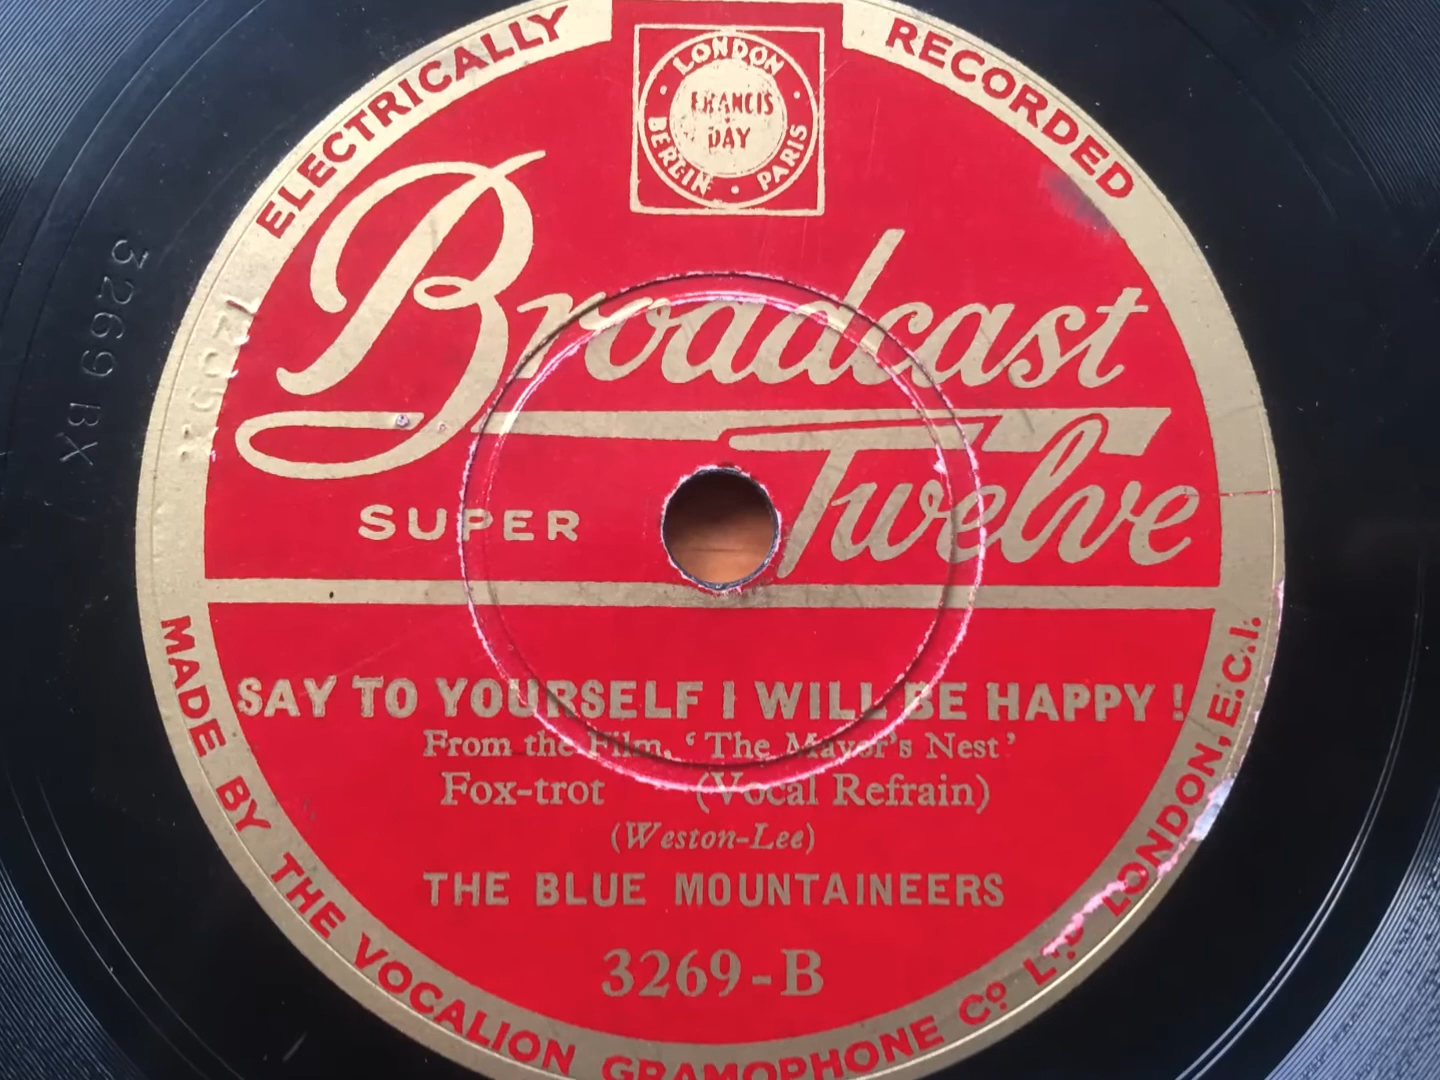 ELECTRICALLY RECORDED
LONDON
FRANCIS
DAY
BERLIN · PARIS
Broadcast
Twelve
SUPER
SAY TO YOURSELF I WILL BE HAPPY !
From the Film, ‘The Mayor's Nest’
Fox-trot (Vocal Refrain)
(Weston-Lee)
THE BLUE MOUNTAINEERS
3269-B
MADE BY THE VOCALION GRAMOPHONE Cº LTD LONDON, E.C.1.
3269 BX